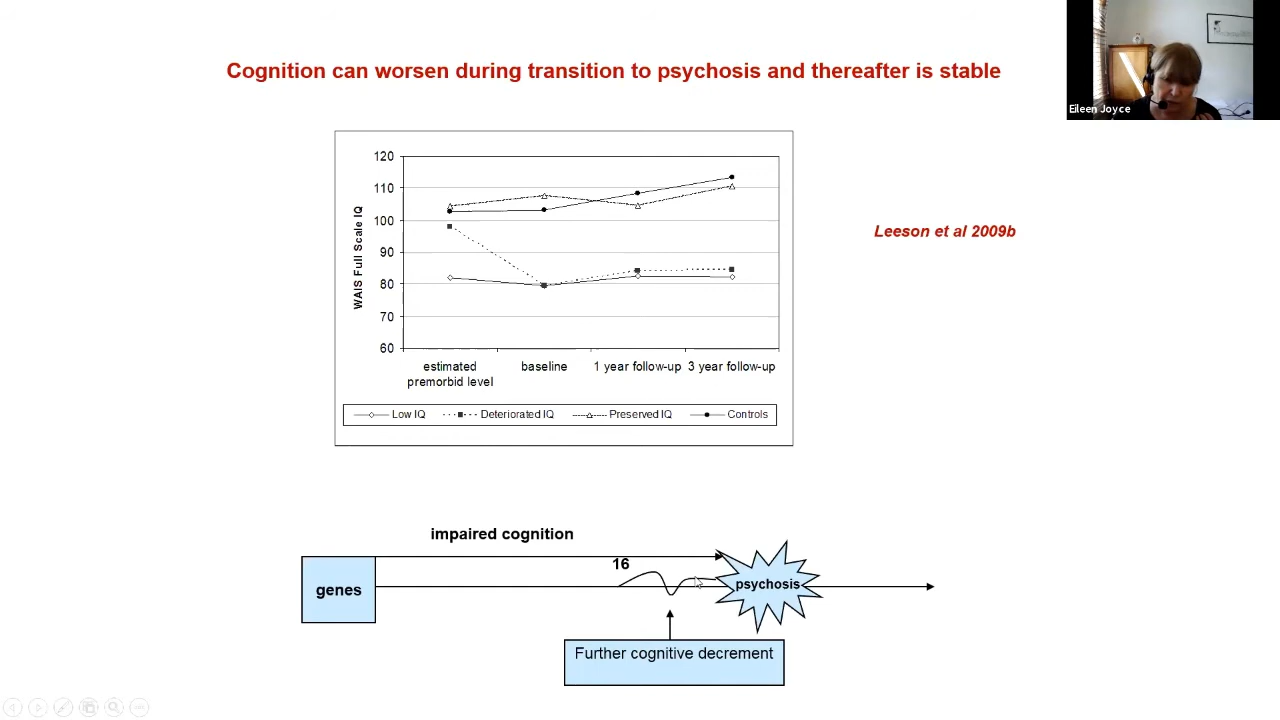 Cognition can worsen during transition to psychosis and thereafter is stable
Eileen Joyce
120
110
100
90
80
70
60
WAIS Full Scale IQ
estimated premorbid level
baseline
1 year follow-up
3 year follow-up
Low IQ
Deteriorated IQ
Preserved IQ
Controls
Leeson et al 2009b
impaired cognition
16
genes
psychosis
Further cognitive decrement